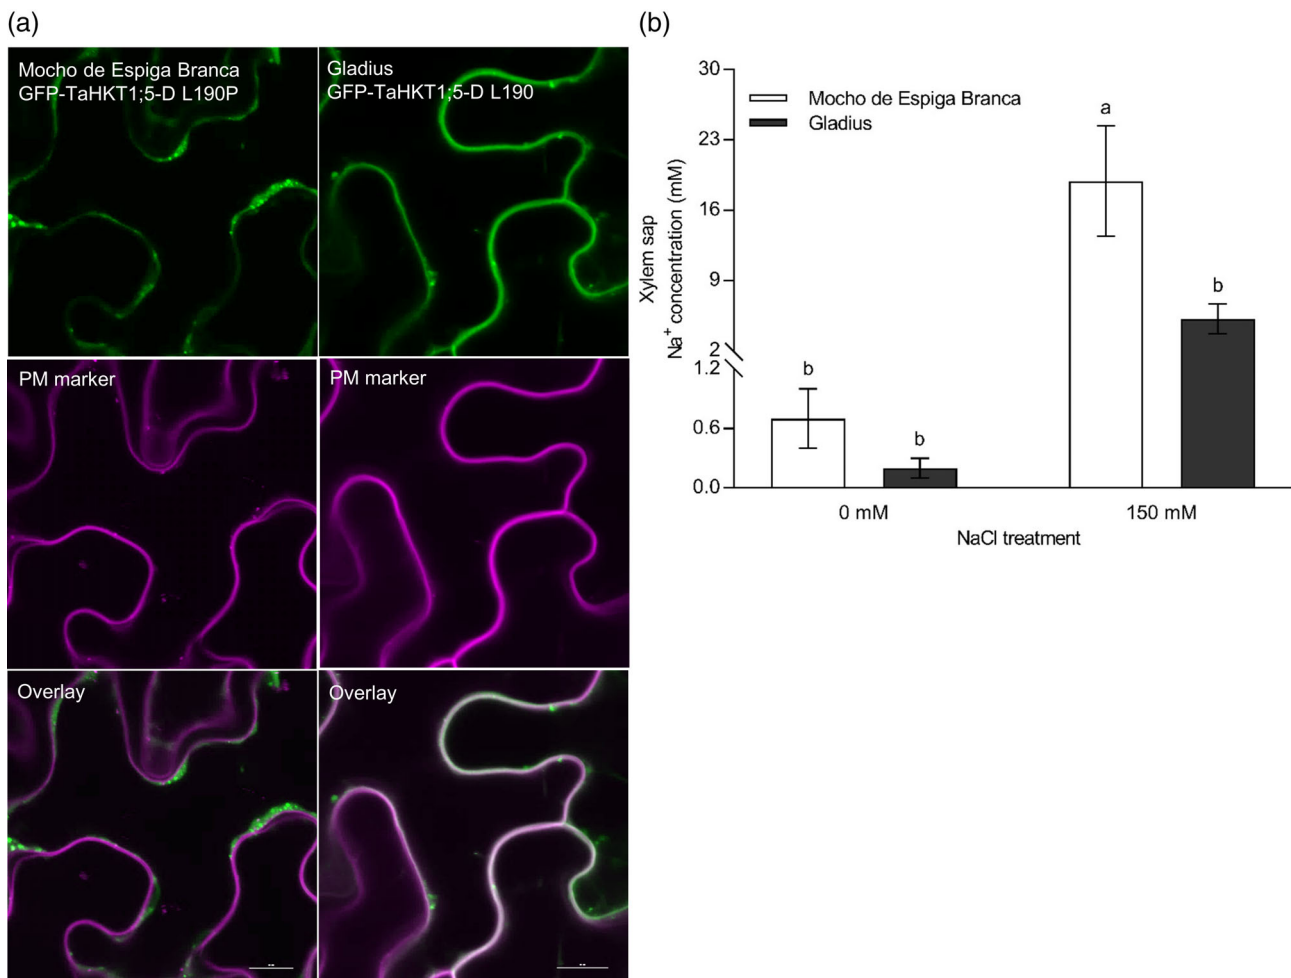 (a)
Mocho de Espiga Branca
GFP-TaHKT1;5-D L190P
Gladius
GFP-TaHKT1;5-D L190
PM marker
PM marker
Overlay
Overlay
(b)
Xylem sap
Na⁺ concentration (mM)
30
23
16
9
2
1.2
0.6
0.0
Mocho de Espiga Branca
Gladius
b
b
a
b
0 mM
150 mM
NaCl treatment